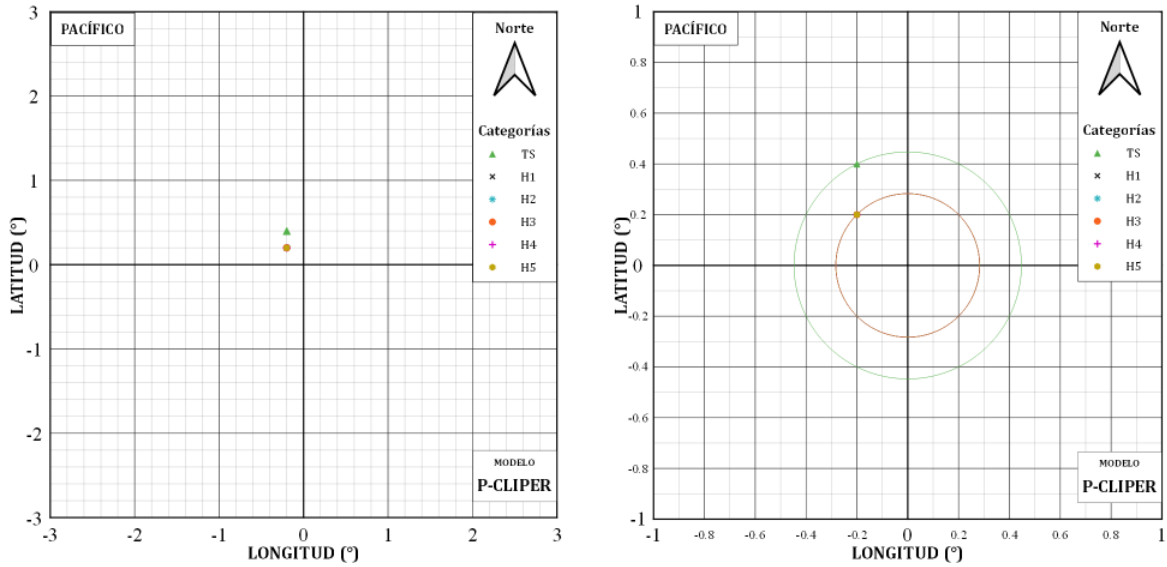 PACÍFICO
Norte
Categorías
TS
H1
H2
H3
H4
H5
MODELO
P-CLIPER
3
2
1
0
-1
-2
-3
LATITUD (°)
-3 -2 -1 0 1 2 3
LONGITUD (°)
PACÍFICO
Norte
Categorías
TS
H1
H2
H3
H4
H5
MODELO
P-CLIPER
1
0.8
0.6
0.4
0.2
0
-0.2
-0.4
-0.6
-0.8
-1
LATITUD (°)
-1 -0.8 -0.6 -0.4 -0.2 0 0.2 0.4 0.6 0.8 1
LONGITUD (°)